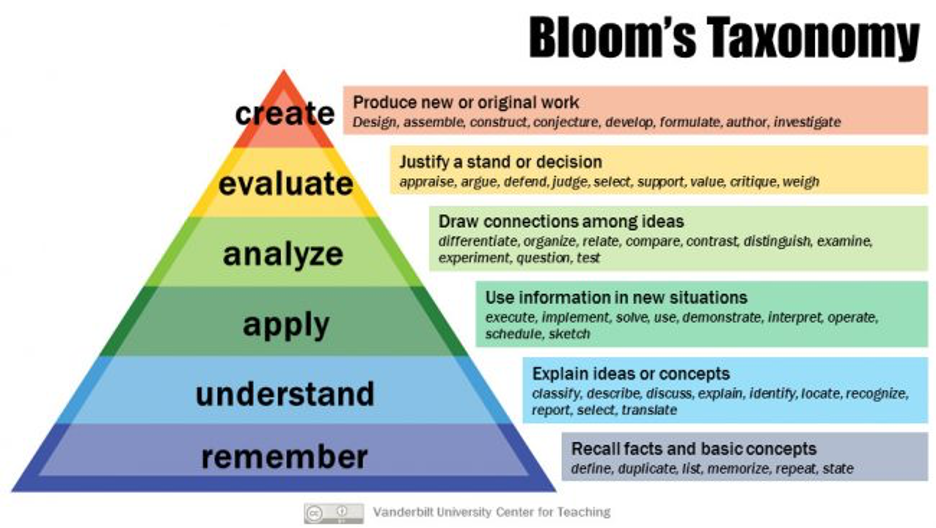 Bloom's Taxonomy
create
Produce new or original work
Design, assemble, construct, conjecture, develop, formulate, author, investigate
evaluate
Justify a stand or decision
appraise, argue, defend, judge, select, support, value, critique, weigh
analyze
Draw connections among ideas
differentiate, organize, relate, compare, contrast, distinguish, examine,
experiment, question, test
apply
Use information in new situations
execute, implement, solve, use, demonstrate, interpret, operate,
schedule, sketch
understand
Explain ideas or concepts
classify, describe, discuss, explain, identify, locate, recognize,
report, select, translate
remember
Recall facts and basic concepts
define, duplicate, list, memorize, repeat, state
cc
Vanderbilt University Center for Teaching